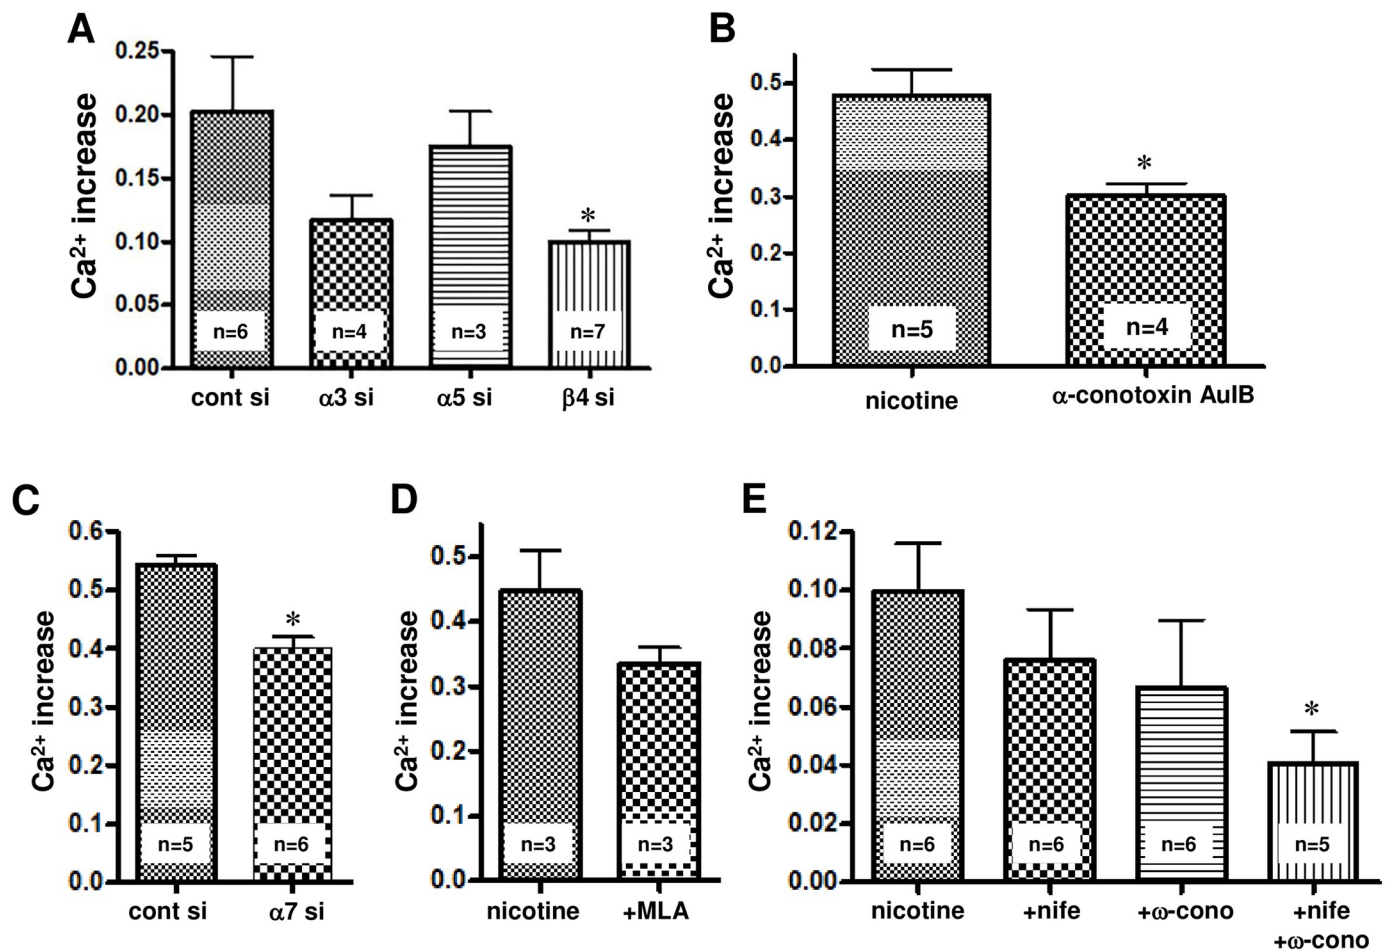 A
Ca2+ increase
0.25
0.20
0.15
0.10
0.05
0.00
*
n=6
n=4
n=3
n=7
cont si
α3 si
α5 si
β4 si
B
Ca2+ increase
0.5
0.4
0.3
0.2
0.1
0.0
*
n=5
n=4
nicotine
α-conotoxin AuIB
C
Ca2+ increase
0.6
0.5
0.4
0.3
0.2
0.1
0.0
*
n=5
n=6
cont si
α7 si
D
Ca2+ increase
0.5
0.4
0.3
0.2
0.1
0.0
n=3
n=3
nicotine
+MLA
E
Ca2+ increase
0.12
0.10
0.08
0.06
0.04
0.02
0.00
*
n=6
n=6
n=6
n=5
nicotine
+nife
+ω-cono
+nife
+ω-cono